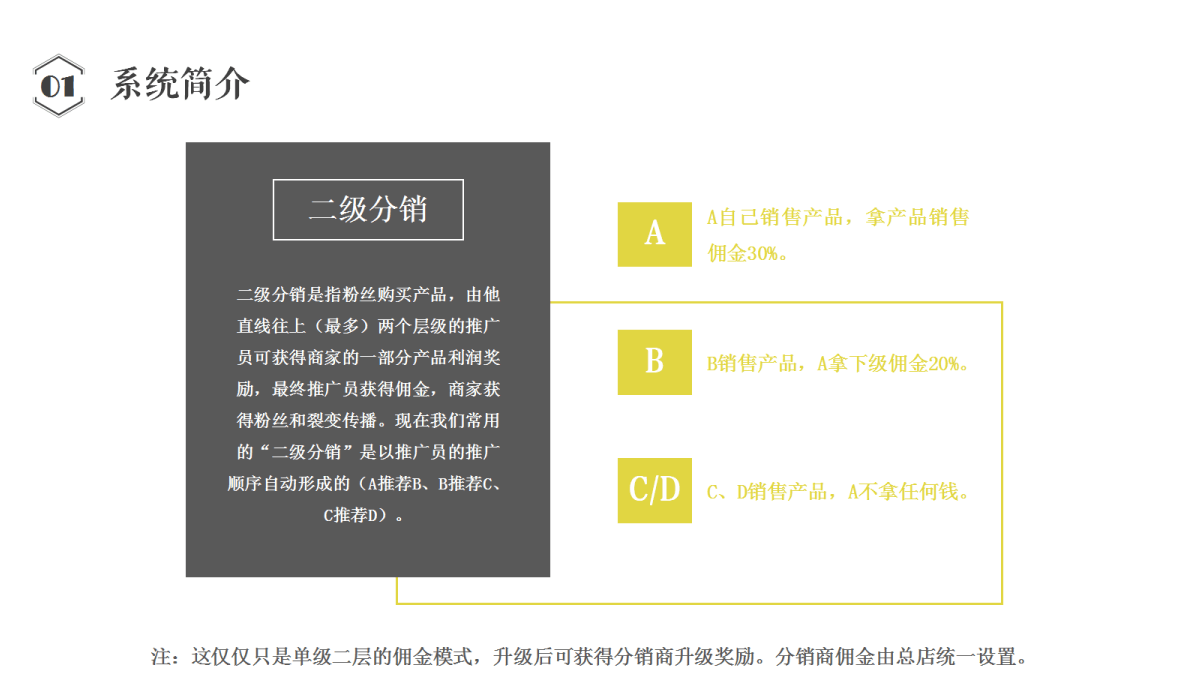 01
系统简介
二级分销
二级分销是指粉丝购买产品，由他
直线往上（最多）两个层级的推广
员可获得商家的一部分产品利润奖
励，最终推广员获得佣金，商家获
得粉丝和裂变传播。现在我们常用
的“二级分销”是以推广员的推广
顺序自动形成的（A推荐B、B推荐C、
C推荐D）。
A
A自己销售产品，拿产品销售
佣金30%。
B
B销售产品，A拿下级佣金20%。
C/D
C、D销售产品，A不拿任何钱。
注：这仅仅只是单级二层的佣金模式，升级后可获得分销商升级奖励。分销商佣金由总店统一设置。